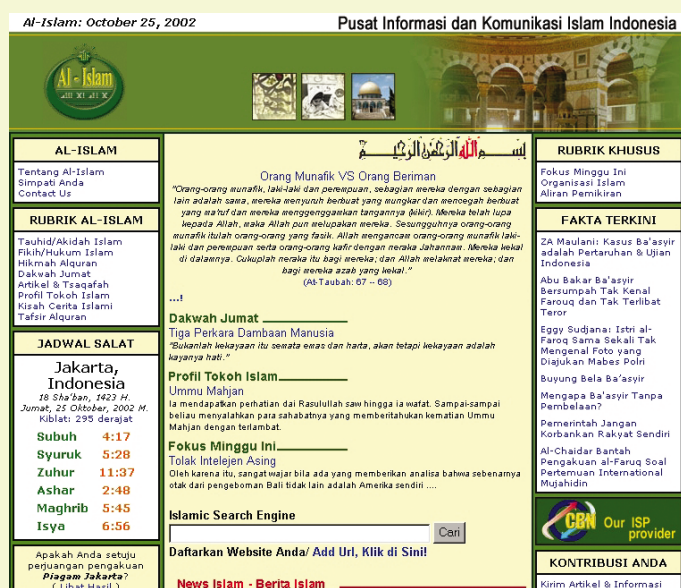 Al-Islam: October 25, 2002
Pusat Informasi dan Komunikasi Islam Indonesia
Al - Islam
AL-ISLAM
Tentang Al-Islam
Simpati Anda
Contact Us
RUBRIK AL-ISLAM
Tauhid/Akidah Islam
Fikih/Hukum Islam
Hikmah Alquran
Dakwah Jumat
Artikel & Tsaqafah
Profil Tokoh Islam
Kisah Cerita Islami
Tafsir Alquran
JADWAL SALAT
Jakarta,
Indonesia
18 Sha'ban, 1423 H.
Jumat, 25 Oktober, 2002 M.
Kiblat: 295 derajat
Subuh 4:17
Syuruk 5:28
Zuhur 11:37
Ashar 2:48
Maghrib 5:45
Isya 6:56
Apakah Anda setuju
perjuangan pengakuan
Piagam Jakarta?
( Lihat Hasil )
بسم الله الرحمن الرحيم
Orang Munafik VS Orang Beriman
"Orang-orang munafik, laki-laki dan perempuan, sebagian mereka dengan sebagian
lain adalah sama, mereka menyuruh berbuat yang mungkar dan mencegah berbuat
yang ma'ruf dan mereka menggenggamkan tangannya (kikir). Mereka telah lupa
kepada Allah, maka Allah pun melupakan mereka. Sesungguhnya orang-orang
munafik itulah orang-orang yang fasik. Allah mengancam orang-orang munafik laki-
laki dan perempuan serta orang-orang kafir dengan neraka Jahannam. Mereka kekal
di dalamnya. Cukuplah neraka itu bagi mereka; dan Allah melaknat mereka; dan
bagi mereka azab yang kekal."
(At-Taubah: 67 -- 68)
...!
Dakwah Jumat
Tiga Perkara Dambaan Manusia
"Bukanlah kekayaan itu semata emas dan harta, akan tetapi kekayaan adalah
kayanya hati."
Profil Tokoh Islam
Ummu Mahjan
Ia mendapatkan perhatian dai Rasulullah saw hingga ia wafat. Sampai-sampai
beliau menyalahkan para sahabatnya yang memberitahukan kematian Ummu
Mahjan dengan terlambat.
Fokus Minggu Ini
Tolak Intelejen Asing
Oleh karena itu, sangat wajar bila ada yang memberikan analisa bahwa sebenarnya
otak dari pengeboman Bali tidak lain adalah Amerika sendiri ....
Islamic Search Engine
Cari
Daftarkan Website Anda/ Add Url, Klik di Sini!
News Islam - Berita Islam
RUBRIK KHUSUS
Fokus Minggu Ini
Organisasi Islam
Aliran Pemikiran
FAKTA TERKINI
ZA Maulani: Kasus Ba'asyir
adalah Pertaruhan & Ujian
Indonesia
Abu Bakar Ba'asyir
Bersumpah Tak Kenal
Farouq dan Tak Terlibat
Teror
Eggy Sudjana: Istri al-
Faroq Sama Sekali Tak
Mengenal Foto yang
Diajukan Mabes Polri
Buyung Bela Ba'asyir
Mengapa Ba'asyir Tanpa
Pembelaan?
Pemerintah Jangan
Korbankan Rakyat Sendiri
Al-Chaidar Bantah
Pengakuan al-Faruq Soal
Pertemuan International
Mujahidin
CBN Our ISP
provider
KONTRIBUSI ANDA
Kirim Artikel & Informasi